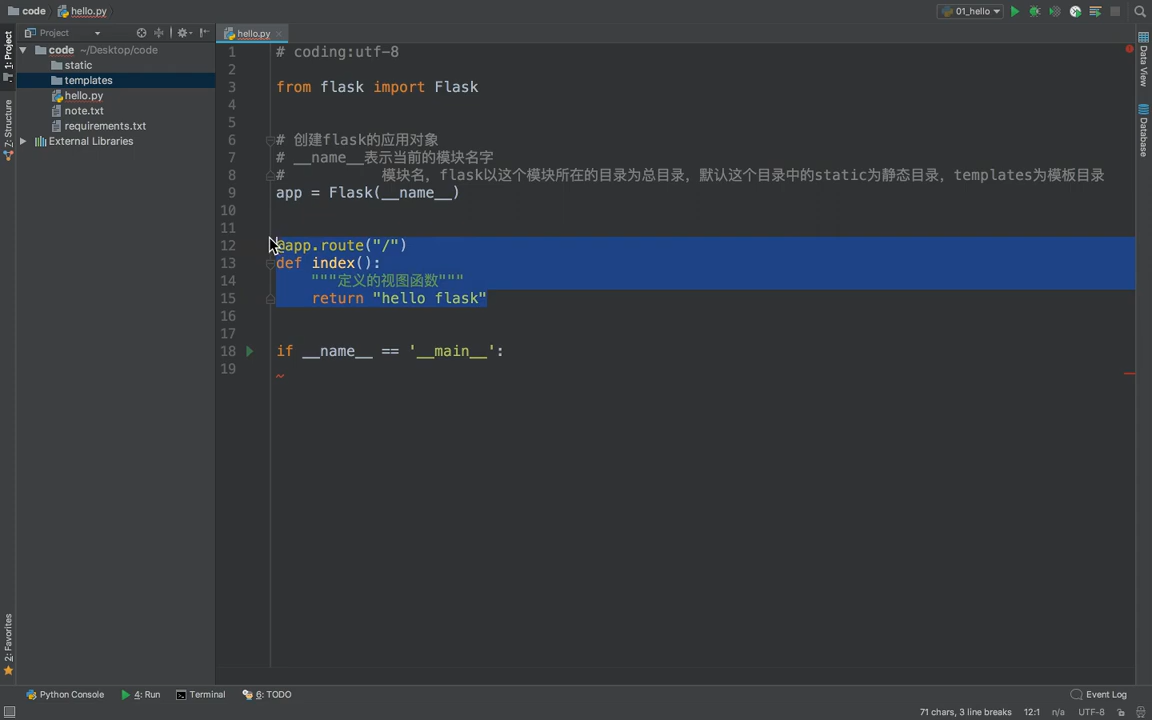 code hello.py
01_hello
Project
hello.py
1: Project
Z: Structure
2: Favorites
code ~/Desktop/code
static
templates
hello.py
note.txt
requirements.txt
External Libraries
1 # coding:utf-8
2
3 from flask import Flask
4
5
6 # 创建flask的应用对象
7 # __name__表示当前的模块名字
8 # 模块名，flask以这个模块所在的目录为总目录，默认这个目录中的static为静态目录，templates为模板目录
9 app = Flask(__name__)
10
11
12 @app.route("/")
13 def index():
14 """定义的视图函数"""
15 return "hello flask"
16
17
18 if __name__ == '__main__':
19
Data View
Database
Python Console
4: Run
Terminal
6: TODO
Event Log
71 chars, 3 line breaks 12:1 n/a UTF-8